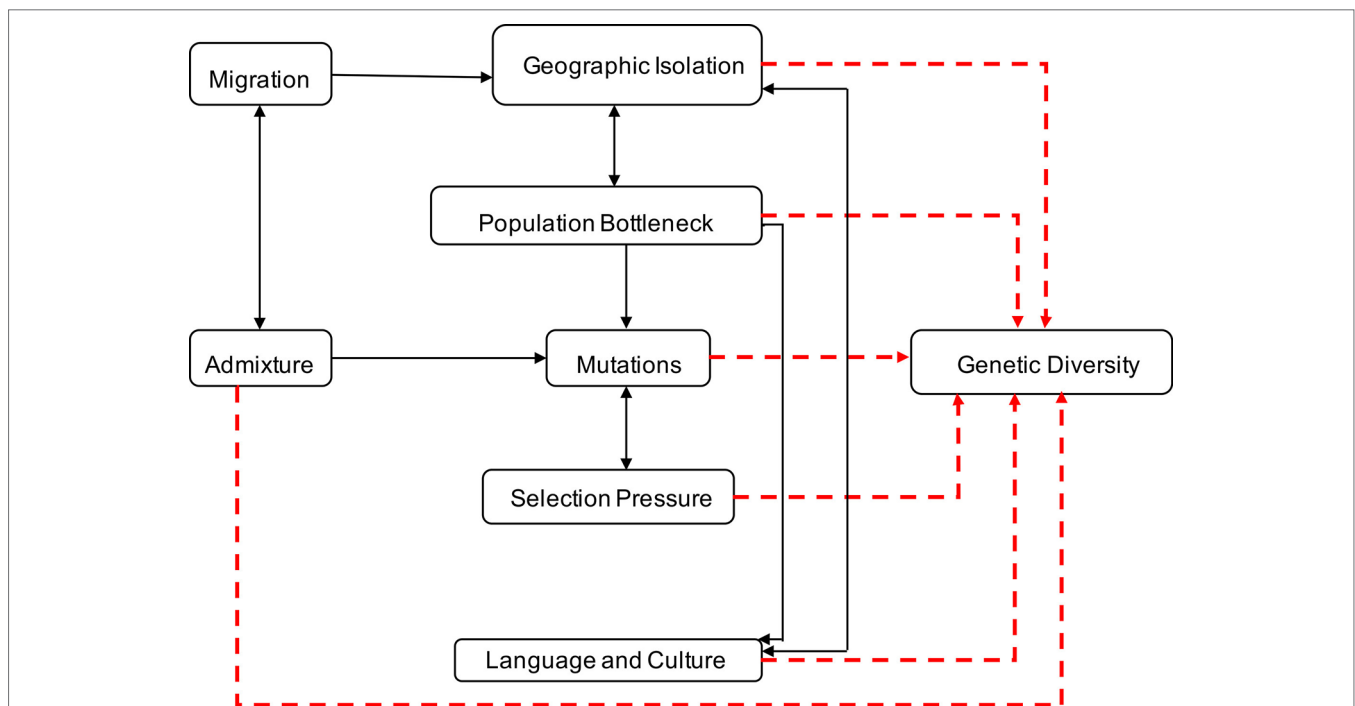 Migration
Geographic Isolation
Population Bottleneck
Admixture
Mutations
Genetic Diversity
Selection Pressure
Language and Culture